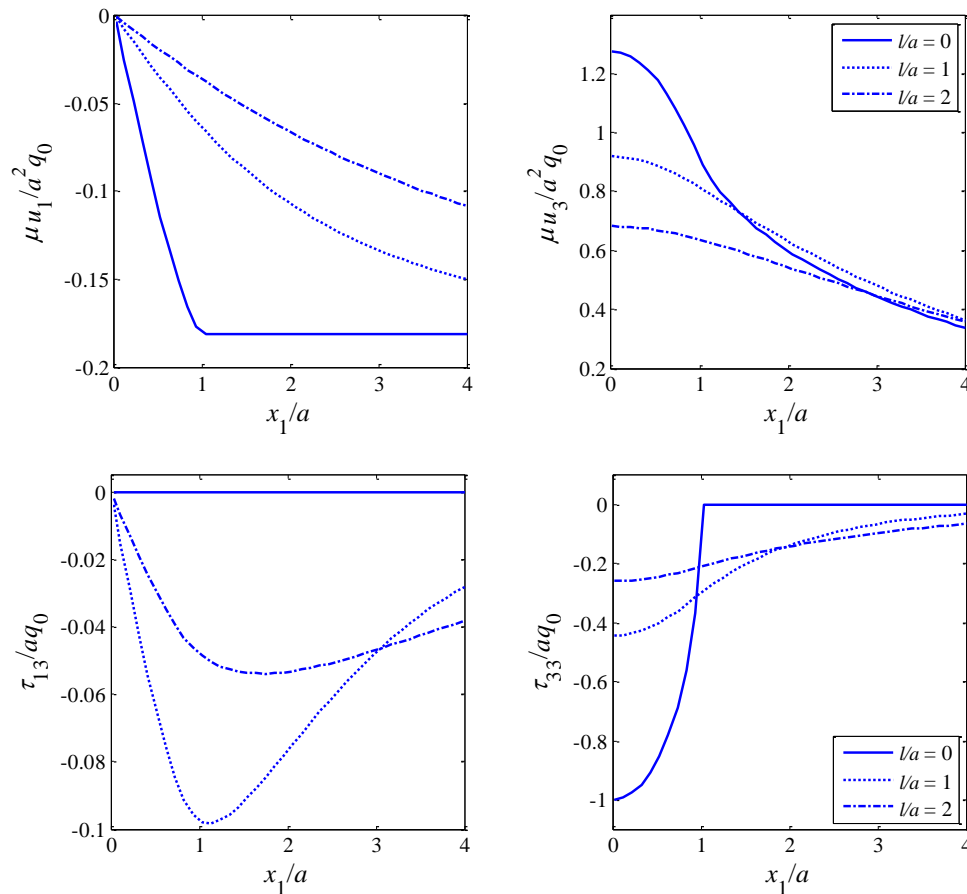 0
-0.05
-0.1
-0.15
-0.2
0 1 2 3 4
μu1/a²q0
x1/a
1.2
1
0.8
0.6
0.4
0.2
0 1 2 3 4
μu3/a²q0
x1/a
l/a = 0
l/a = 1
l/a = 2
0
-0.02
-0.04
-0.06
-0.08
-0.1
0 1 2 3 4
τ13/aq0
x1/a
0
-0.2
-0.4
-0.6
-0.8
-1
0 1 2 3 4
τ33/aq0
x1/a
l/a = 0
l/a = 1
l/a = 2